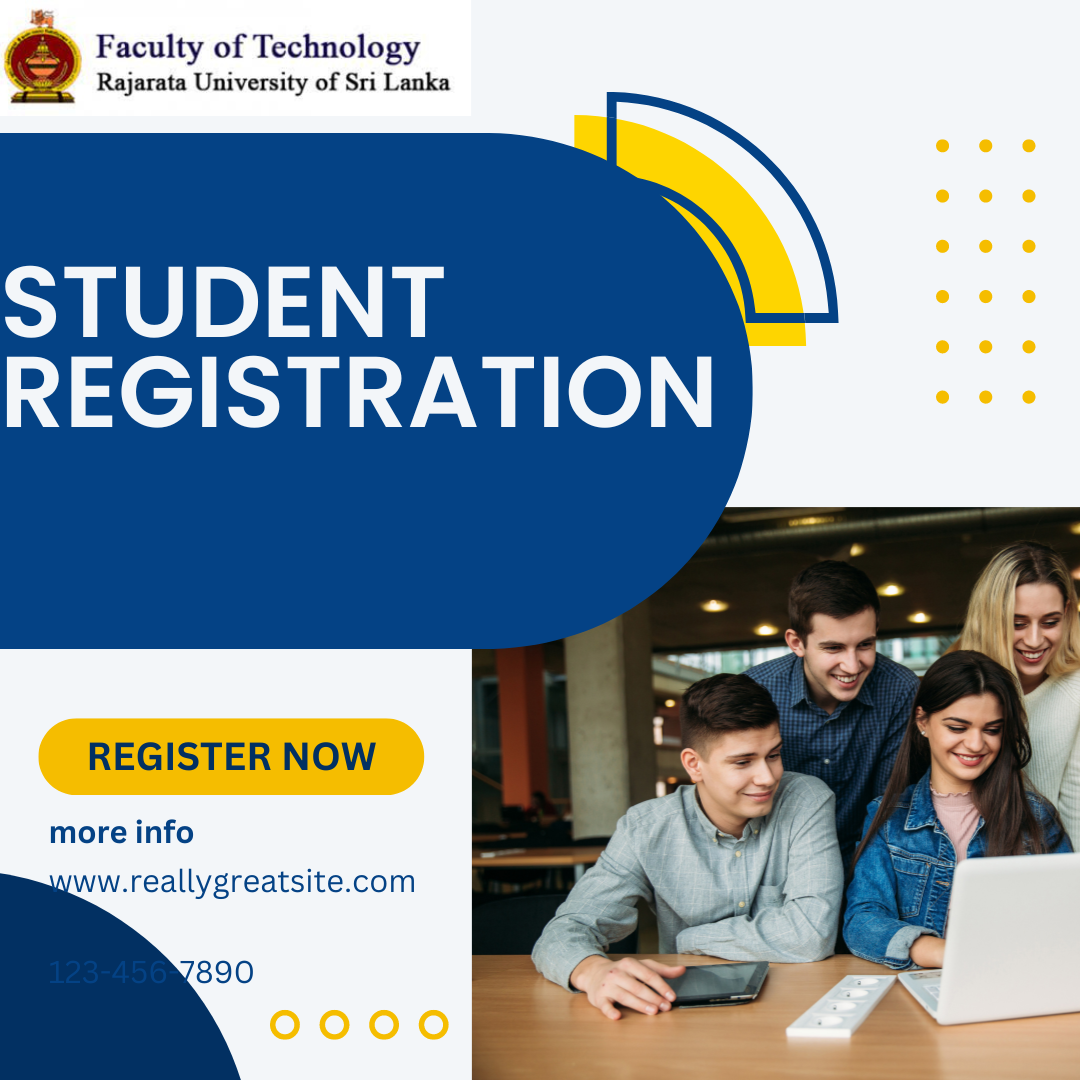 Faculty of Technology
Rajarata University of Sri Lanka
STUDENT
REGISTRATION
REGISTER NOW
more info
www.reallygreatsite.com
123-456-7890